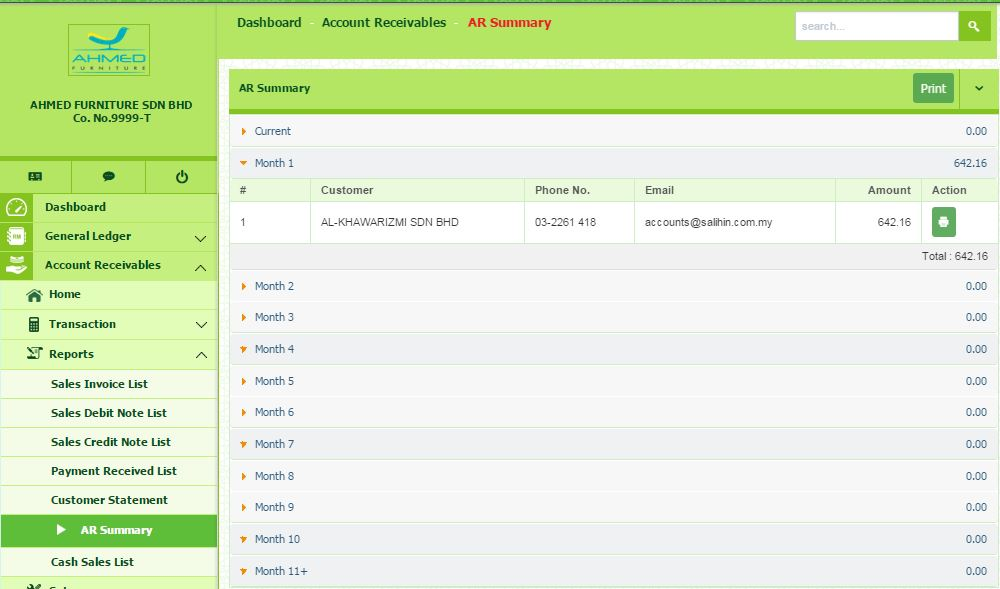 AHMED
FURNITURE
AHMED FURNITURE SDN BHD
Co. No.9999-T
Dashboard
General Ledger
Account Receivables
Home
Transaction
Reports
Sales Invoice List
Sales Debit Note List
Sales Credit Note List
Payment Received List
Customer Statement
AR Summary
Cash Sales List
Dashboard - Account Receivables - AR Summary
search...
AR Summary Print
Current 0.00
Month 1 642.16
# Customer Phone No. Email Amount Action
1 AL-KHAWARIZMI SDN BHD 03-2261 418 accounts@salihin.com.my 642.16
Total : 642.16
Month 2 0.00
Month 3 0.00
Month 4 0.00
Month 5 0.00
Month 6 0.00
Month 7 0.00
Month 8 0.00
Month 9 0.00
Month 10 0.00
Month 11+ 0.00